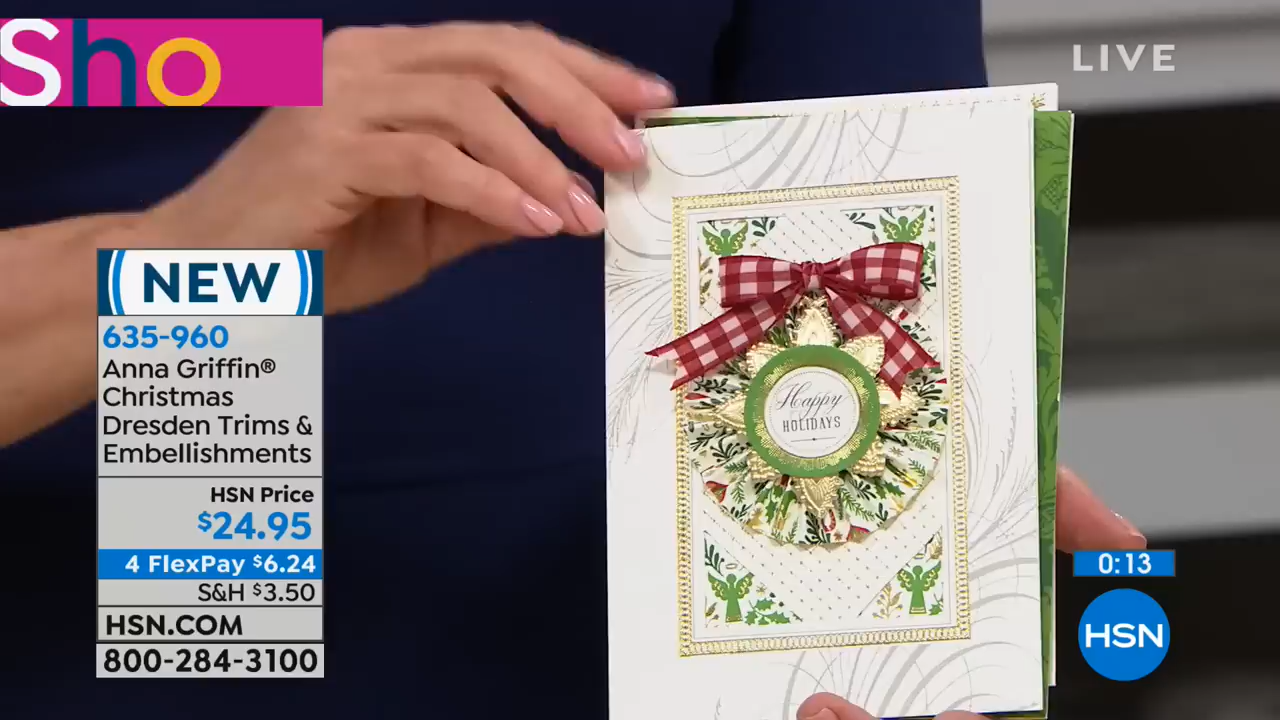 Sho
LIVE
NEW
635-960
Anna Griffin®
Christmas
Dresden Trims &
Embellishments
HSN Price
$24.95
4 FlexPay $6.24
S&H $3.50
HSN.COM
800-284-3100
Happy
HOLIDAYS
0:13
HSN